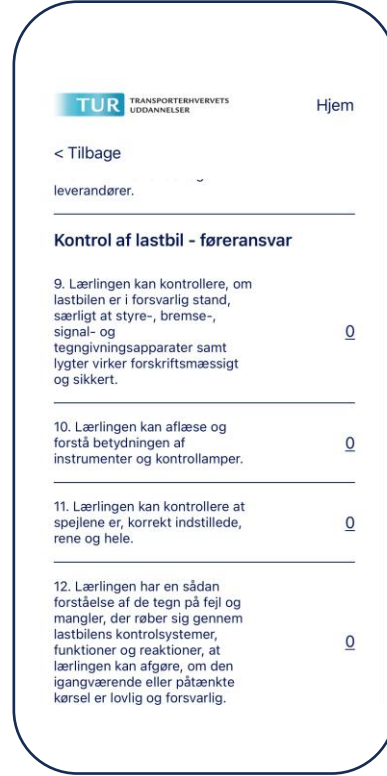 TUR TRANSPORTERHVERVETS
UDDANNELSER
Hjem
< Tilbage
leverandører.
Kontrol af lastbil - føreransvar
9. Lærlingen kan kontrollere, om
lastbilen er i forsvarlig stand,
særligt at styre-, bremse-,
signal- og
tegngivningsapparater samt
lygter virker forskriftsmæssigt
og sikkert.
0
10. Lærlingen kan aflæse og
forstå betydningen af
instrumenter og kontrollamper.
0
11. Lærlingen kan kontrollere at
spejlene er, korrekt indstillede,
rene og hele.
0
12. Lærlingen har en sådan
forståelse af de tegn på fejl og
mangler, der røber sig gennem
lastbilens kontrolsystemer,
funktioner og reaktioner, at
lærlingen kan afgøre, om den
igangværende eller påtænkte
kørsel er lovlig og forsvarlig.
0